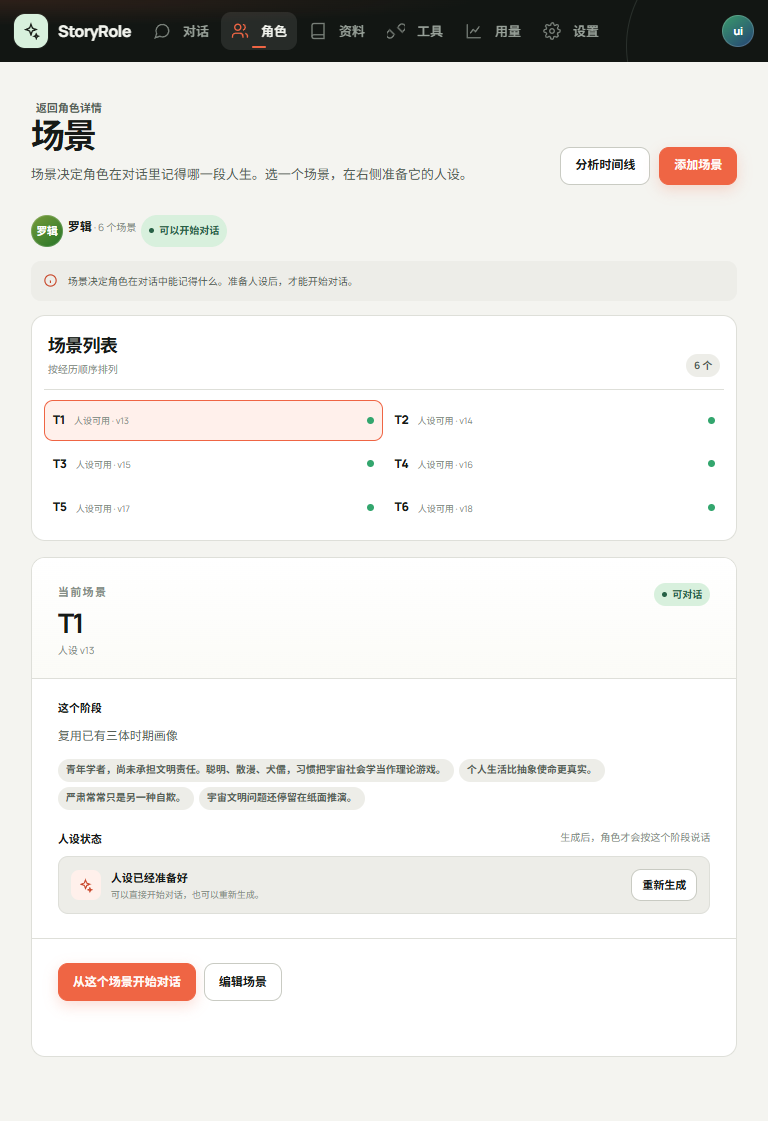 StoryRole 对话 角色 资料 工具 用量 设置 ui
返回角色详情
场景
场景决定角色在对话里记得哪一段人生。选一个场景，在右侧准备它的人设。
分析时间线 添加场景
罗辑 罗辑 · 6 个场景 可以开始对话
场景决定角色在对话中能记得什么。准备人设后，才能开始对话。
场景列表
按经历顺序排列
6 个
T1 人设可用 · v13
T2 人设可用 · v14
T3 人设可用 · v15
T4 人设可用 · v16
T5 人设可用 · v17
T6 人设可用 · v18
当前场景
可对话
T1
人设 v13
这个阶段
复用已有三体时期画像
青年学者，尚未承担文明责任。聪明、散漫、犬儒，习惯把宇宙社会学当作理论游戏。 个人生活比抽象使命更真实。
严肃常常只是另一种自欺。 宇宙文明问题还停留在纸面推演。
人设状态 生成后，角色才会按这个阶段说话
人设已经准备好
可以直接开始对话，也可以重新生成。
重新生成
从这个场景开始对话 编辑场景